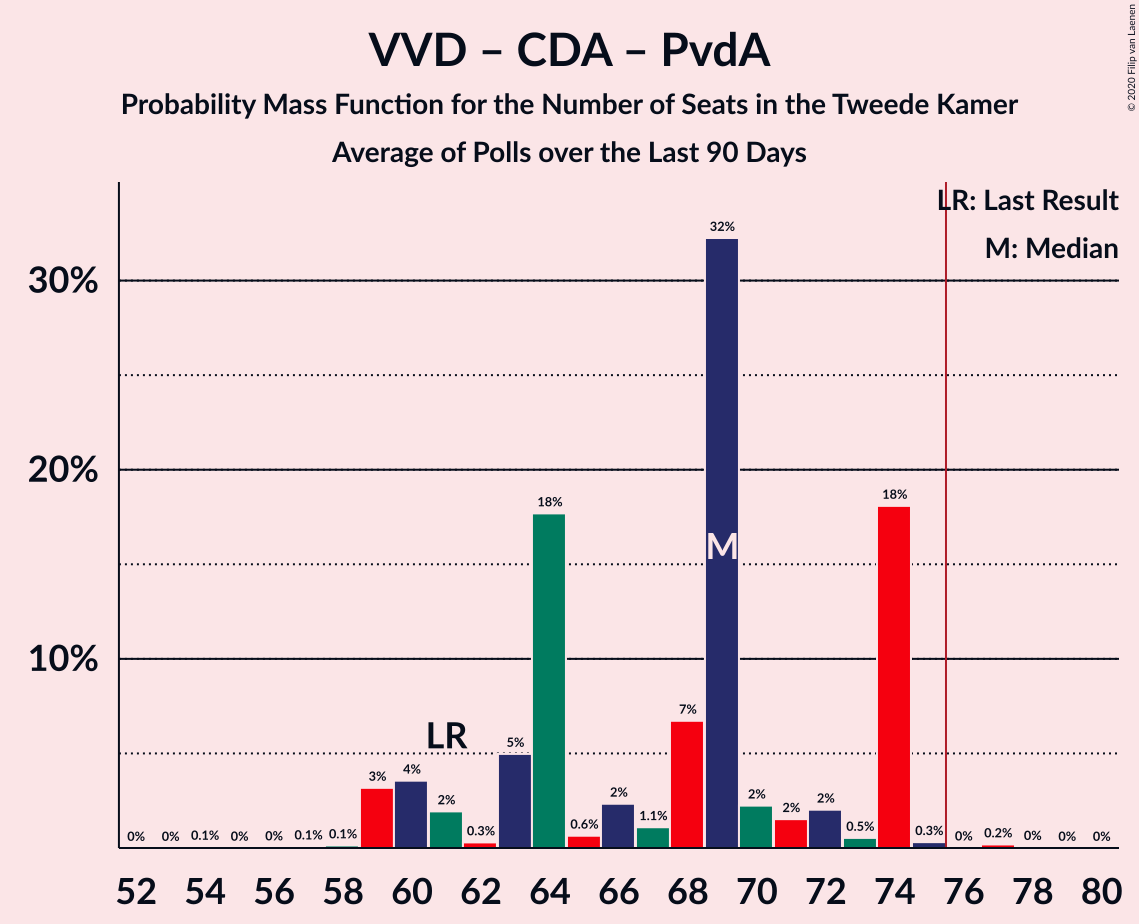 VVD – CDA – PvdA
Probability Mass Function for the Number of Seats in the Tweede Kamer
Average of Polls over the Last 90 Days
© 2020 Filip van Laenen
LR: Last Result
M: Median
30%
20%
10%
0% 0% 0.1% 0% 0% 0.1% 0.1% 3% 4% 2% 0.3% 5% 18% 0.6% 2% 1.1% 7% 32% 2% 2% 2% 0.5% 18% 0.3% 0% 0.2% 0% 0% 0%
LR
M
52 54 56 58 60 62 64 66 68 70 72 74 76 78 80